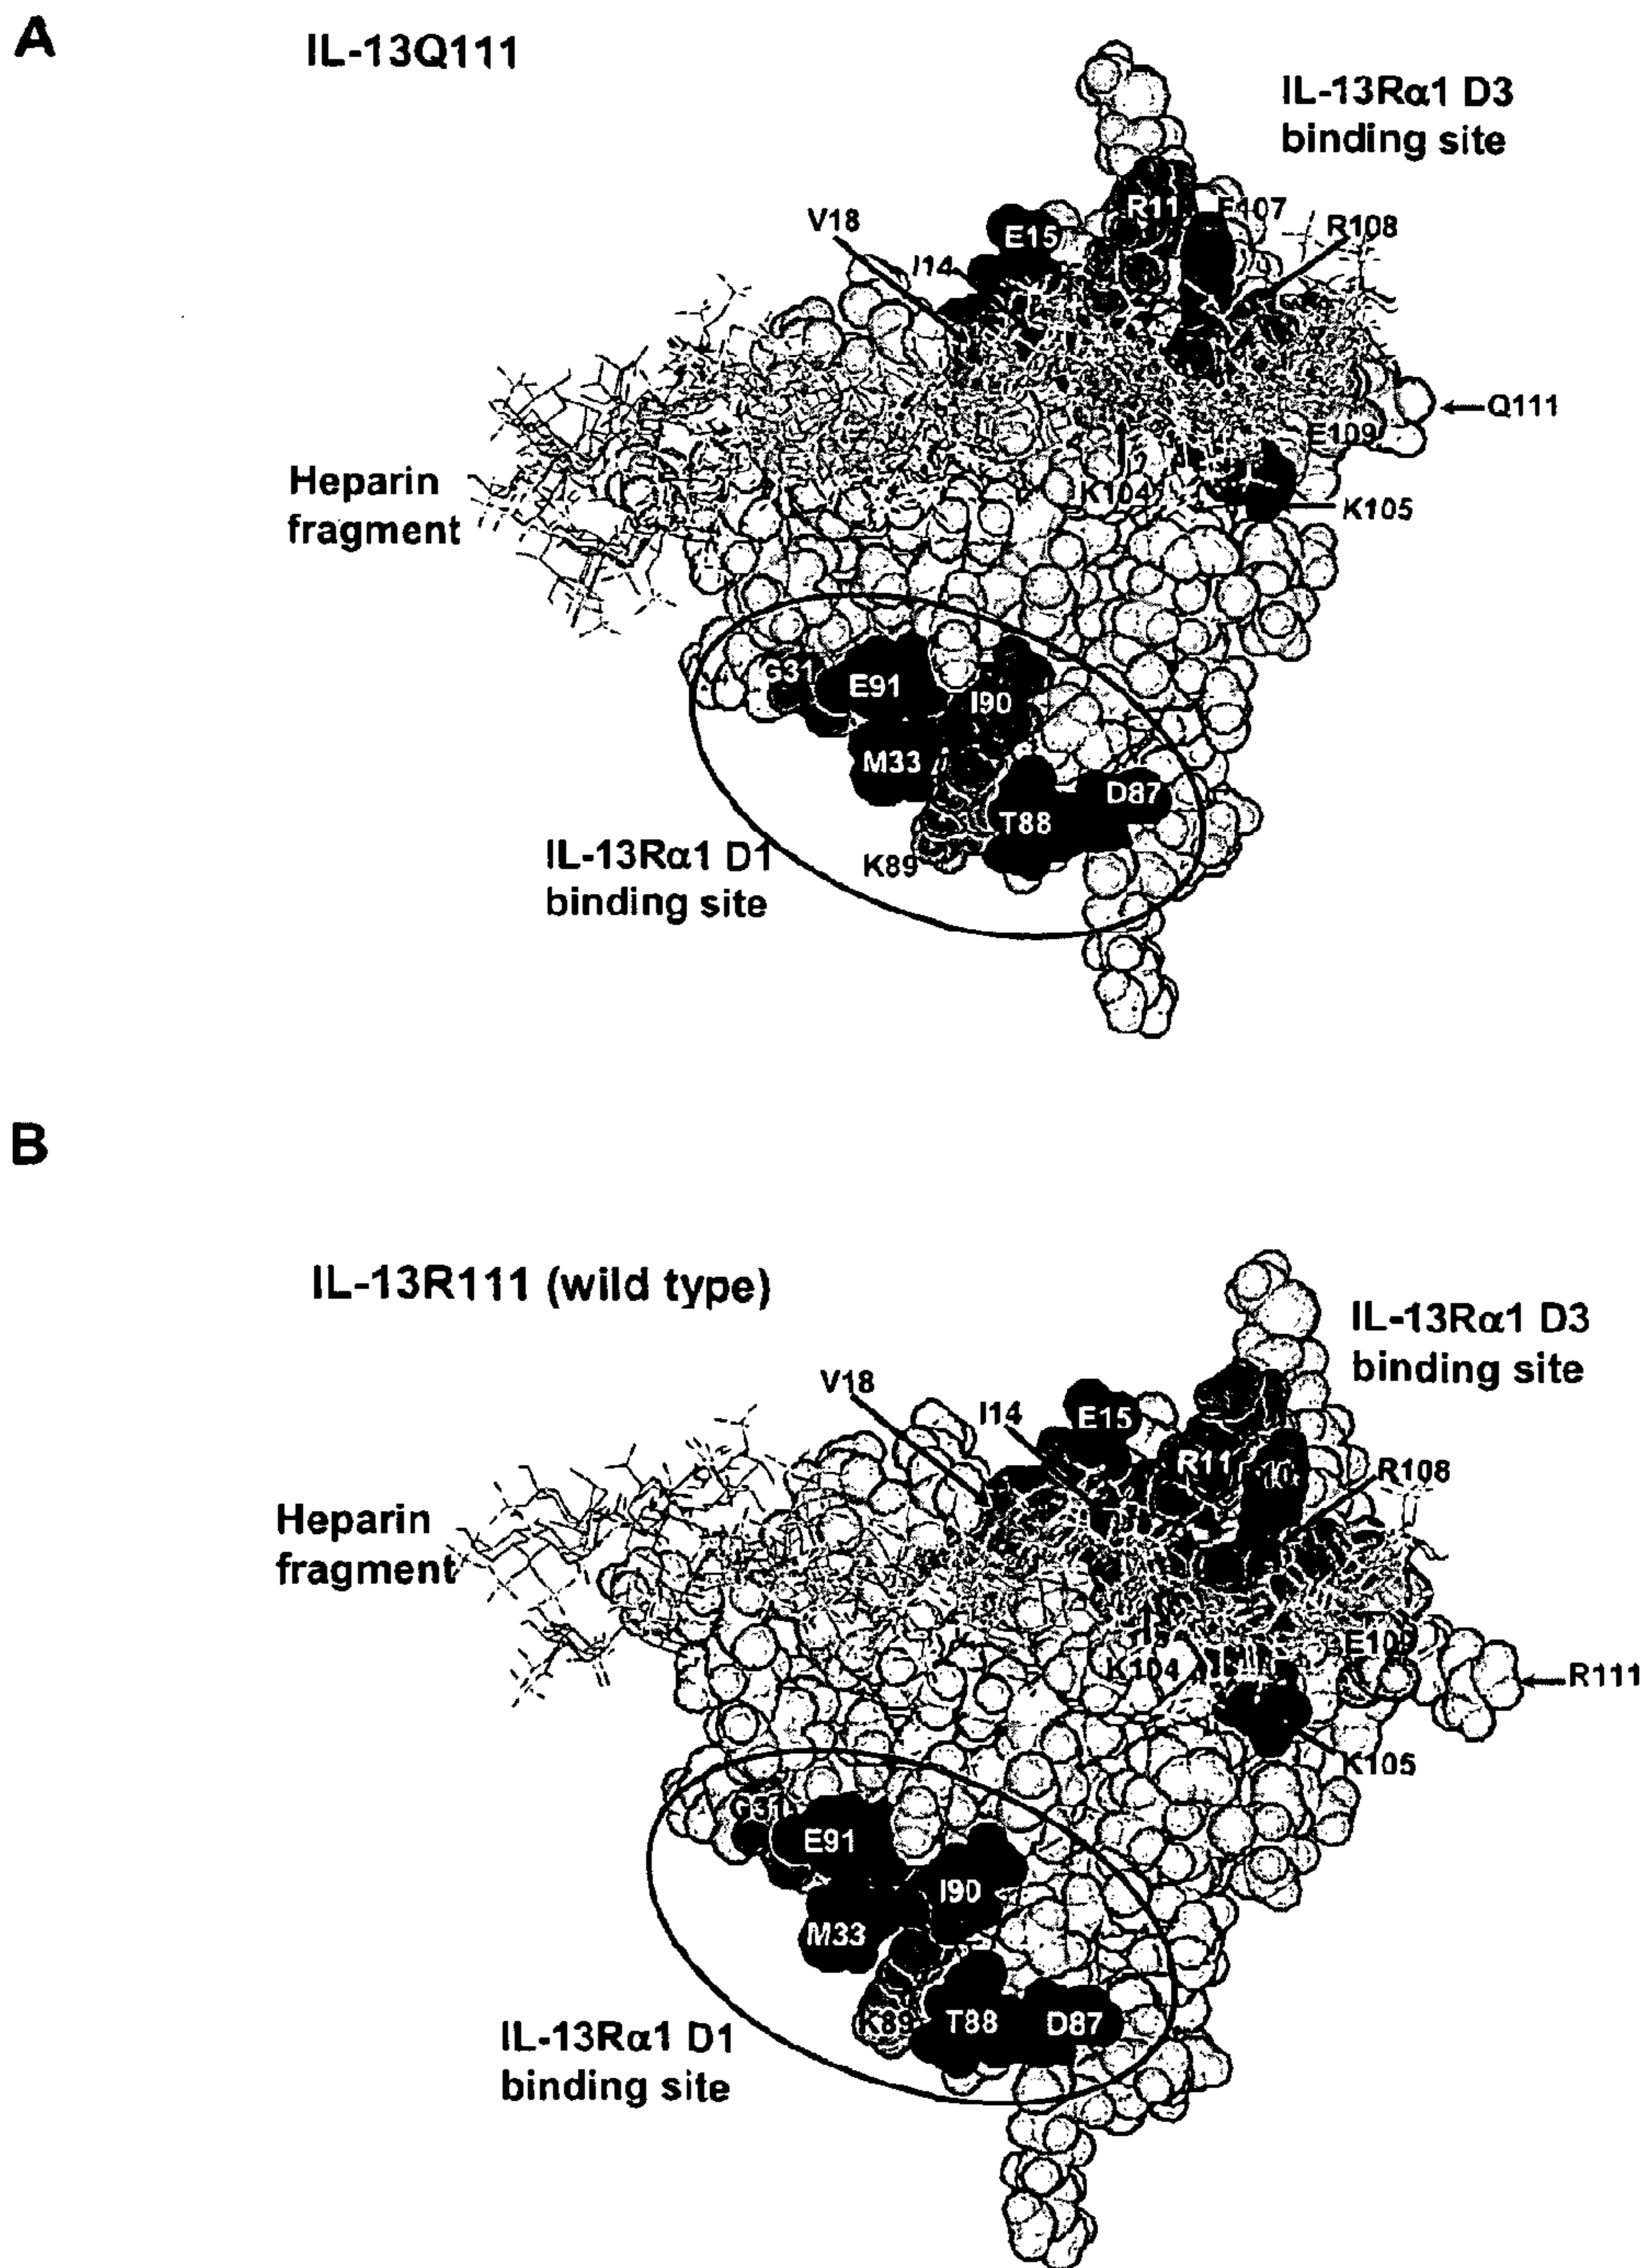 A
IL-13Q111
IL-13Rα1 D3
binding site
V18
E15
R11
F107
R108
I14
Q111
E109
Heparin
fragment
K104
K105
G31
E91
I90
M33
D87
T88
IL-13Rα1 D1
binding site
K89
B
IL-13R111 (wild type)
IL-13Rα1 D3
binding site
V18
I14
E15
R11
R108
Heparin
fragment
K104
R111
K105
G31
E91
I90
M33
K89
T88
D87
IL-13Rα1 D1
binding site